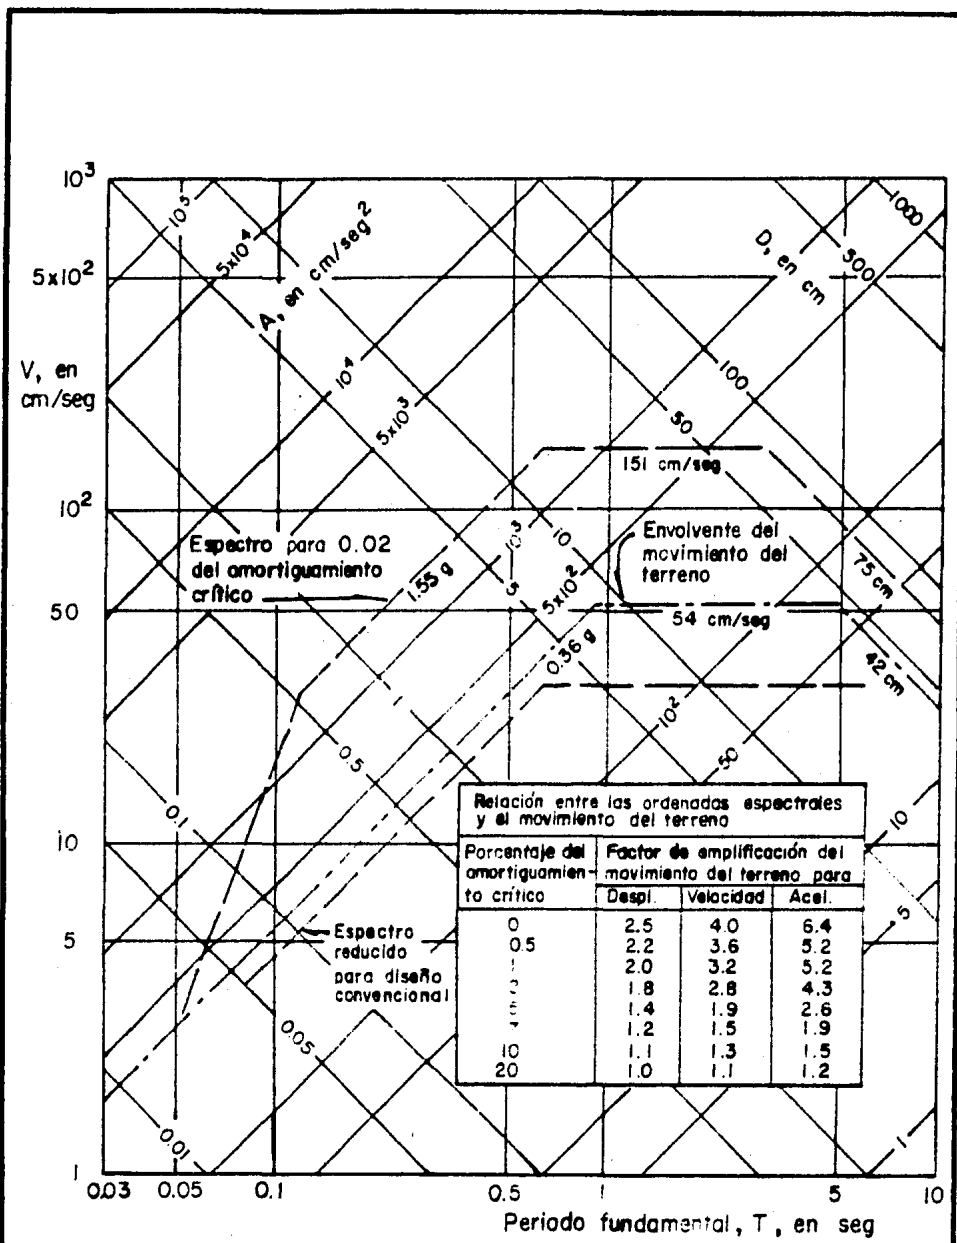 10³
5x10²
V, en
cm/seg
10²
50
10
5
1
0.03
0.05
0.1
0.5
1
5
10
Periodo fundamental, T, en seg
10⁵
5x10⁴
A, en cm/seg²
10⁴
5x10³
10³
5x10²
10²
50
10
5
1
D, en cm
1000
500
100
50
10
5
0.5
0.1
0.05
0.01
151 cm/seg
75 cm
Espectro para 0.02
del amortiguamiento
crítico
1.55 g
Envolvente del
movimiento del
terreno
54 cm/seg
42 cm
0.36 g
Espectro
reducido
para diseño
convencional
Relación entre las ordenadas espectrales
y el movimiento del terreno
Porcentaje del
amortiguamien-
to crítico
Factor de amplificación del
movimiento del terreno para
Despl. Velocidad Acel.
0 2.5 4.0 6.4
0.5 2.2 3.6 5.2
2.0 3.2 5.2
1.8 2.8 4.3
1.4 1.9 2.6
1.2 1.5 1.9
10 1.1 1.3 1.5
20 1.0 1.1 1.2